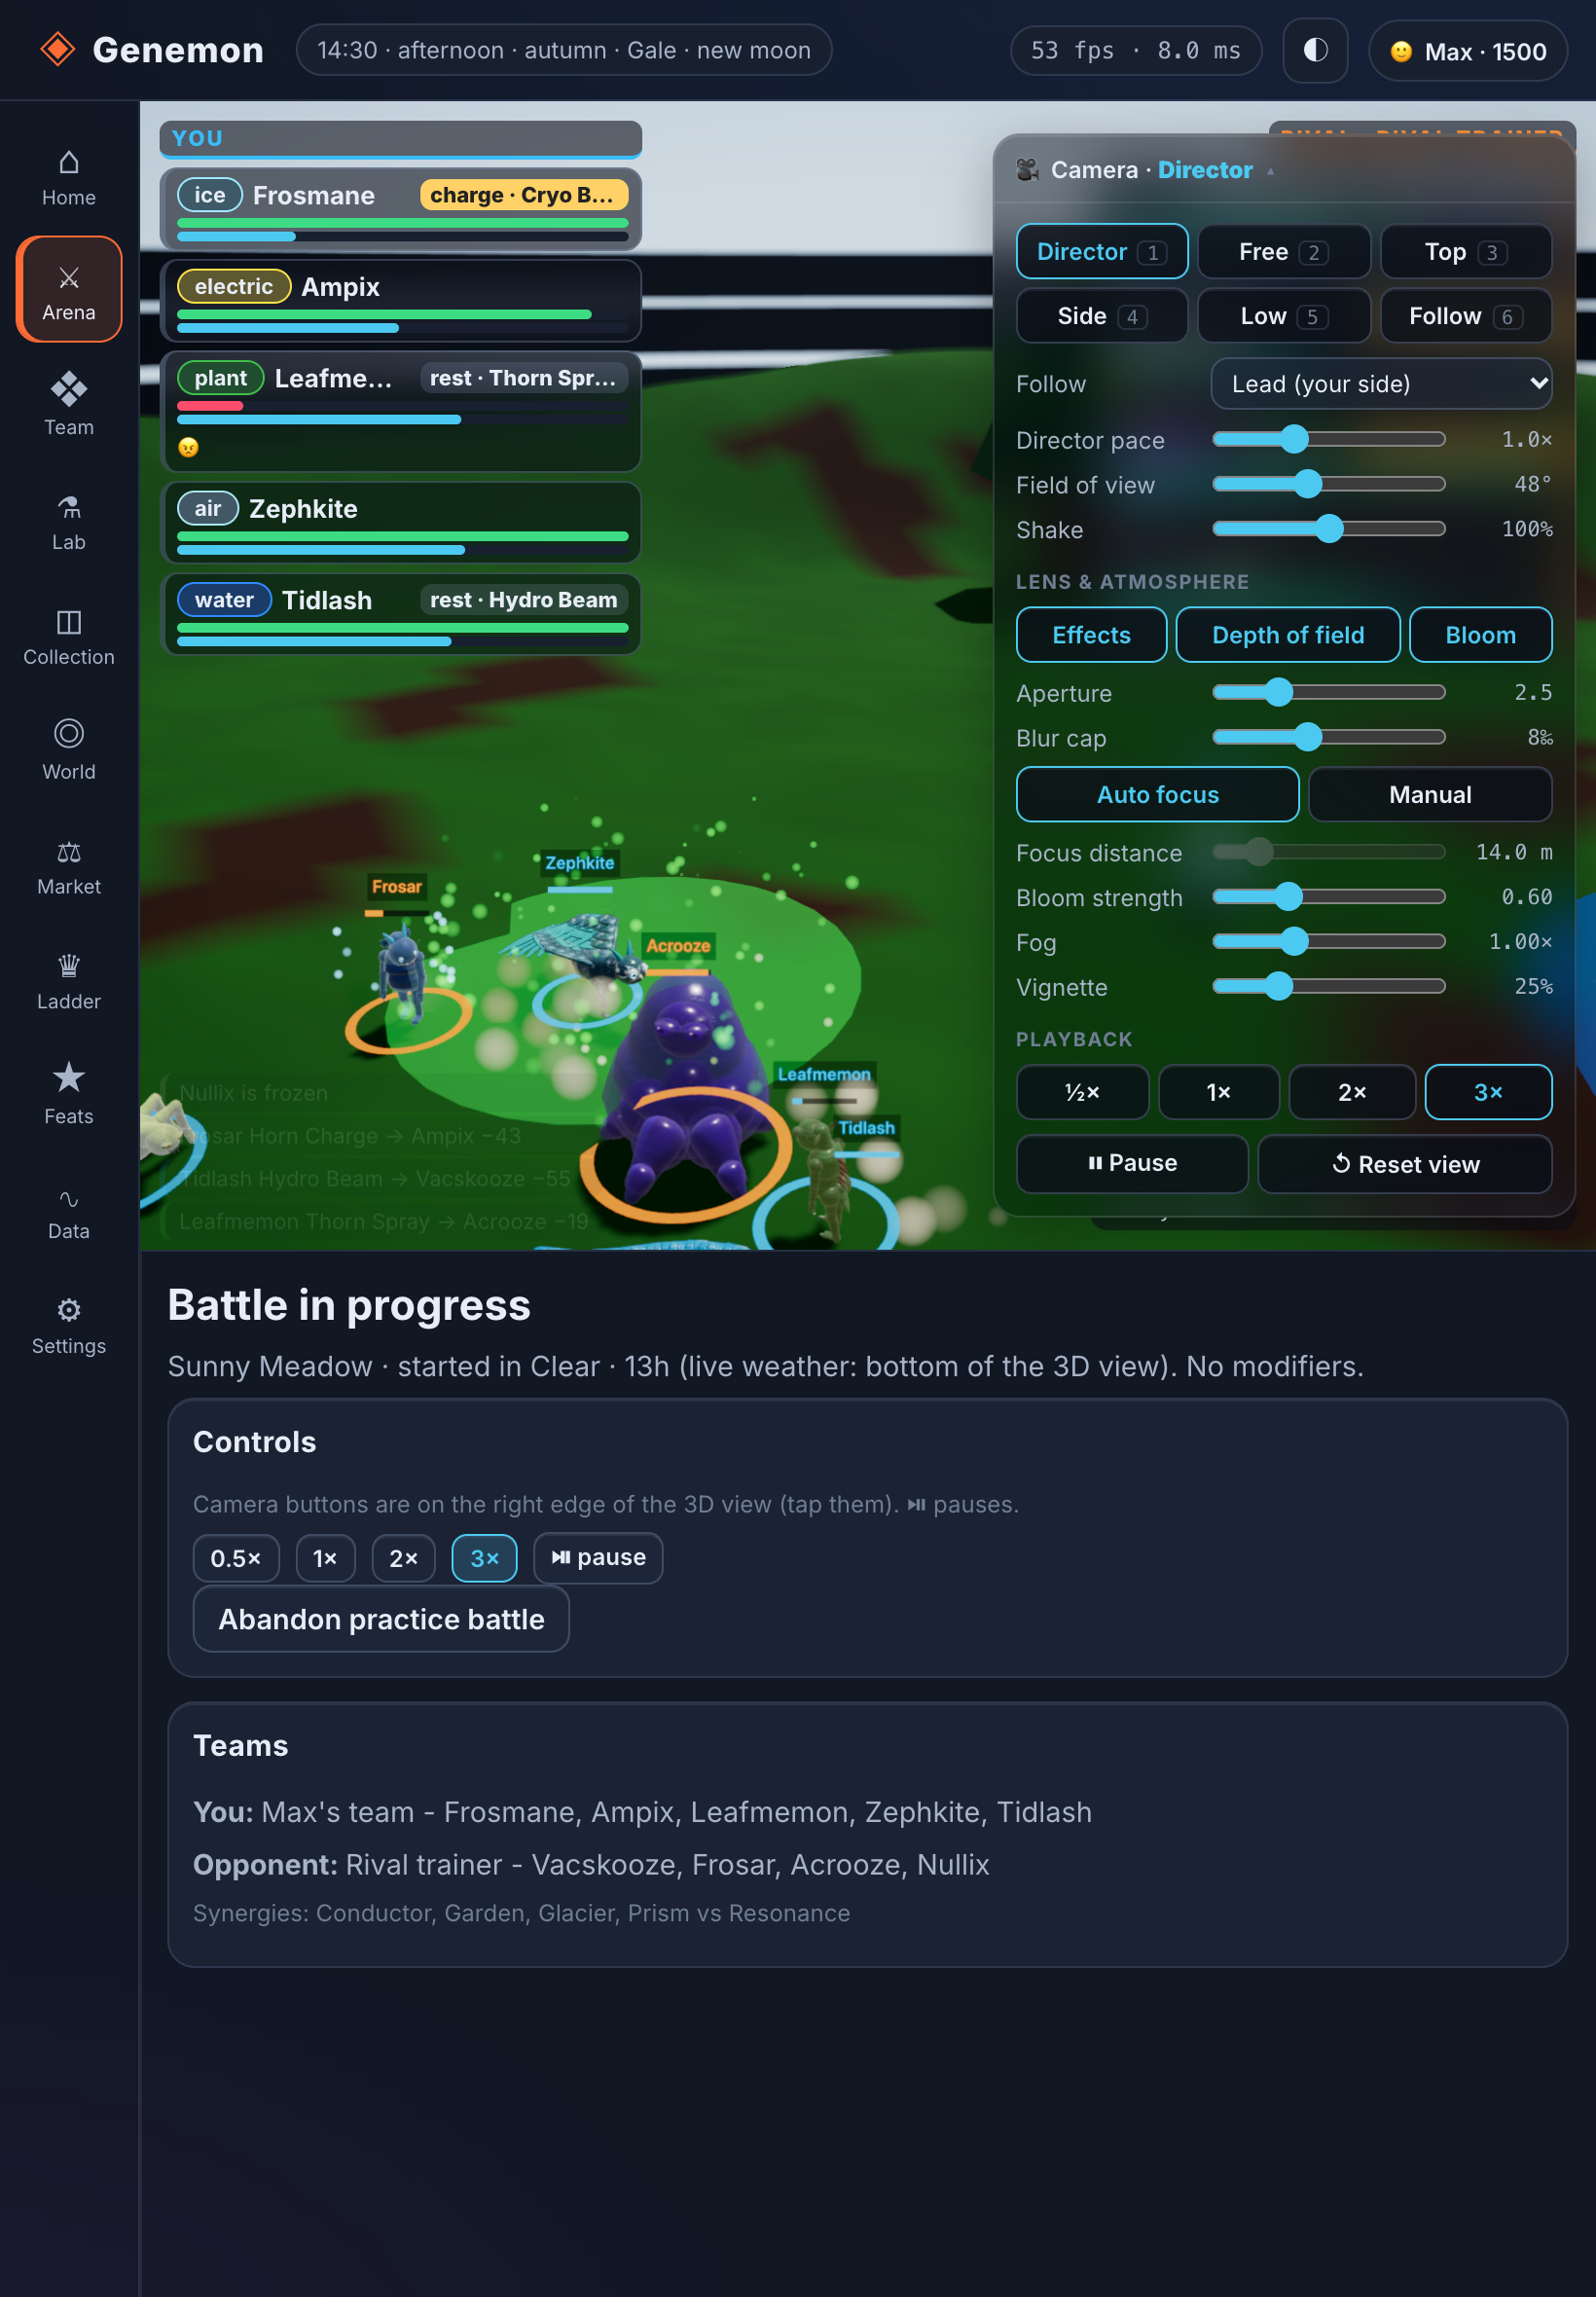 Genemon
14:30 · afternoon · autumn · Gale · new moon
53 fps · 8.0 ms
Max · 1500
Home
Arena
Team
Lab
Collection
World
Market
Ladder
Feats
Data
Settings
YOU
ice Frosmane charge · Cryo B...
electric Ampix
plant Leafme... rest · Thorn Spr...
air Zephkite
water Tidlash rest · Hydro Beam
RIVAL · RIVAL TRAINER
Camera · Director
Director 1 Free 2 Top 3
Side 4 Low 5 Follow 6
Follow Lead (your side)
Director pace 1.0×
Field of view 48°
Shake 100%
LENS & ATMOSPHERE
Effects Depth of field Bloom
Aperture 2.5
Blur cap 8‰
Auto focus Manual
Focus distance 14.0 m
Bloom strength 0.60
Fog 1.00×
Vignette 25%
PLAYBACK
½× 1× 2× 3×
Pause Reset view
Zephkite
Frosar
Acrooze
Leafmemon
Tidlash
Nullix is frozen
Frosar Horn Charge → Ampix −43
Tidlash Hydro Beam → Vacskooze −55
Leafmemon Thorn Spray → Acrooze −19
Battle in progress
Sunny Meadow · started in Clear · 13h (live weather: bottom of the 3D view). No modifiers.
Controls
Camera buttons are on the right edge of the 3D view (tap them). ⏯ pauses.
0.5× 1× 2× 3× ⏯ pause
Abandon practice battle
Teams
You: Max's team - Frosmane, Ampix, Leafmemon, Zephkite, Tidlash
Opponent: Rival trainer - Vacskooze, Frosar, Acrooze, Nullix
Synergies: Conductor, Garden, Glacier, Prism vs Resonance